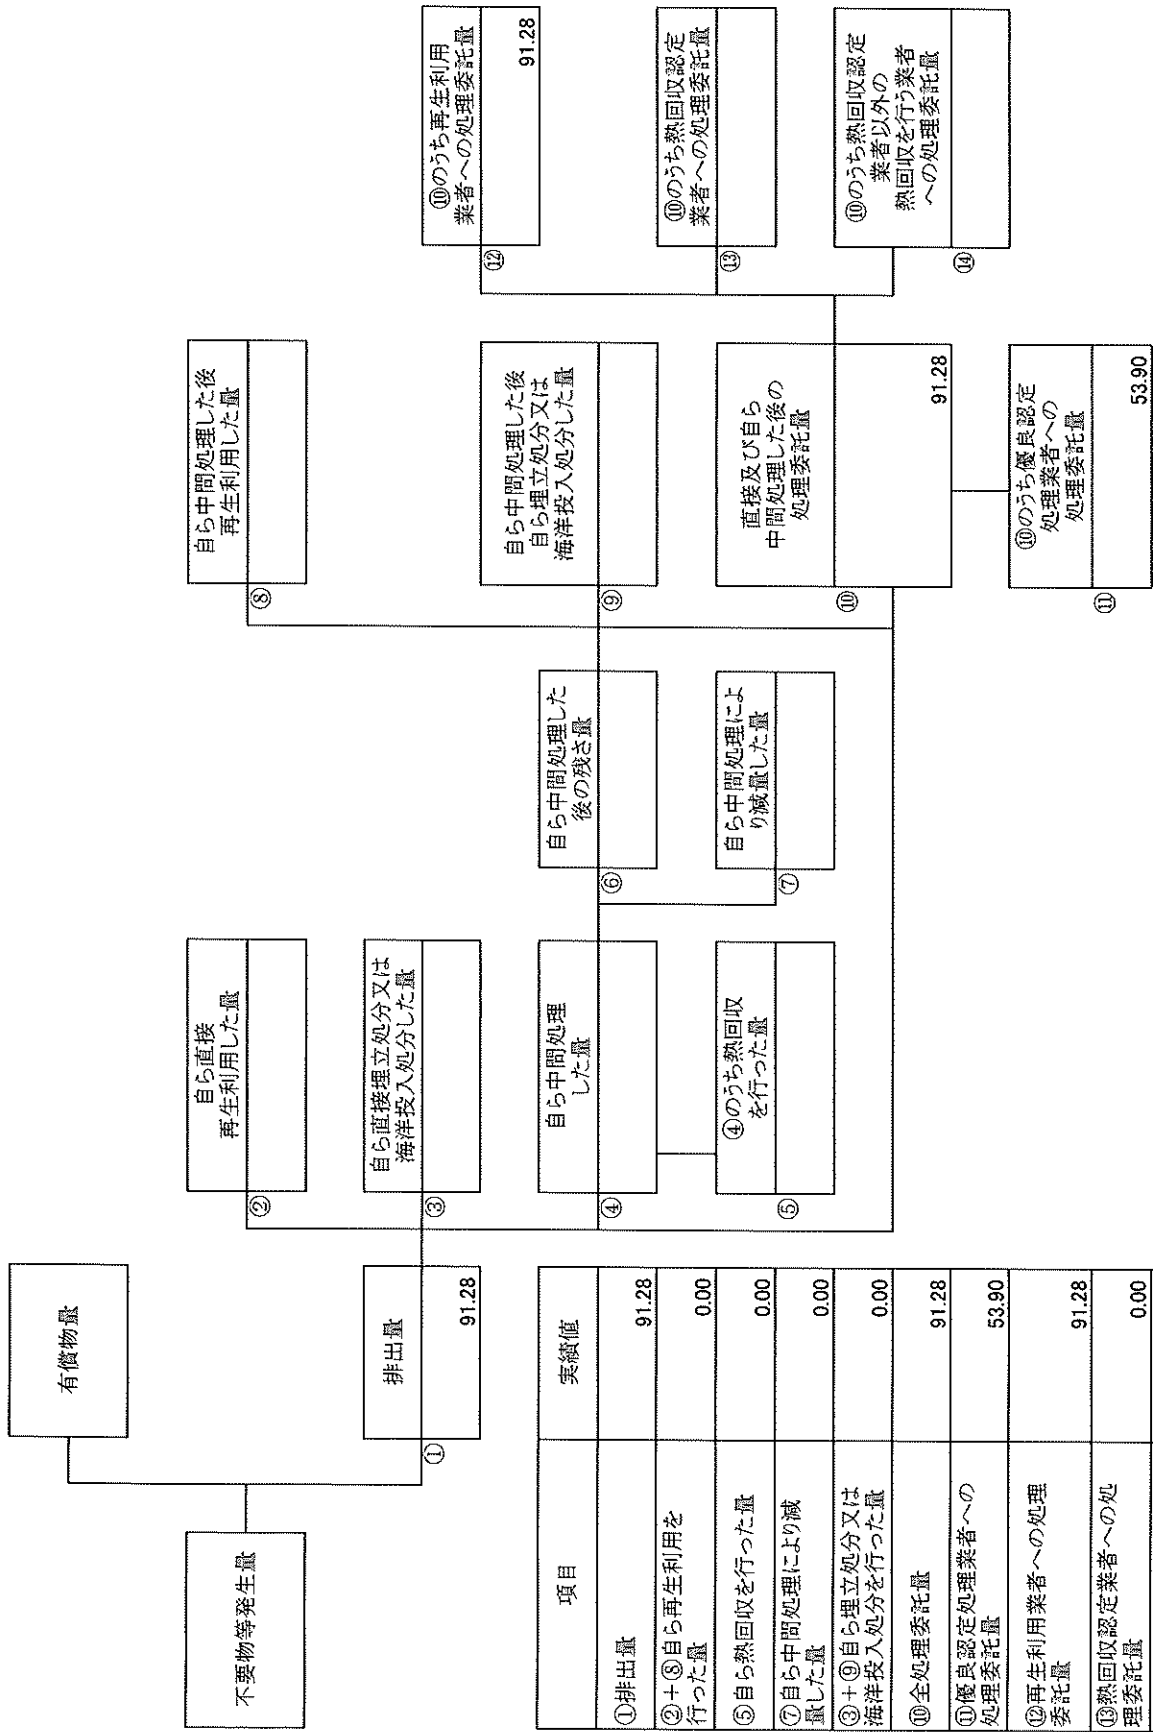 不要物等発生量
有償物量
①
排出量
91.28
②
自ら直接
再生利用した量
③
自ら直接埋立処分又は
海洋投入処分した量
④
自ら中間処理
した量
⑤
④のうち熱回収
を行った量
⑥
自ら中間処理した
後の残さ量
⑦
自ら中間処理によ
り減量した量
⑧
自ら中間処理した後
再生利用した量
⑨
自ら中間処理した後
自ら埋立処分又は
海洋投入処分した量
⑩
直接及び自ら
中間処理した後の
処理委託量
91.28
⑪
⑩のうち優良認定
処理業者への
処理委託量
53.90
⑫
⑩のうち再生利用
業者への処理委託量
91.28
⑬
⑩のうち熱回収認定
業者への処理委託量
⑭
⑩のうち熱回収認定
業者以外の
熱回収を行う業者
への処理委託量
項目
実績値
①排出量
91.28
②+⑧自ら再生利用を
行った量
0.00
⑤自ら熱回収を行った量
0.00
⑦自ら中間処理により減
量した量
0.00
③+⑨自ら埋立処分又は
海洋投入処分を行った量
0.00
⑩全処理委託量
91.28
⑪優良認定処理業者への
処理委託量
53.90
⑫再生利用業者への処理
委託量
91.28
⑬熱回収認定業者への処
理委託量
0.00